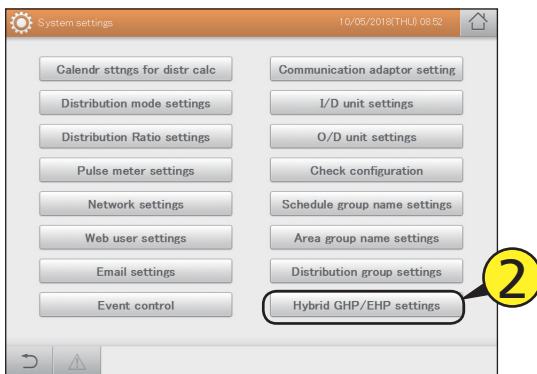 System settings
10/05/2018(THU) 08:52
Calendr sttngs for distr calc
Communication adaptor setting
Distribution mode settings
I/D unit settings
Distribution Ratio settings
O/D unit settings
Pulse meter settings
Check configuration
Network settings
Schedule group name settings
Web user settings
Area group name settings
Email settings
Distribution group settings
Event control
Hybrid GHP/EHP settings
2